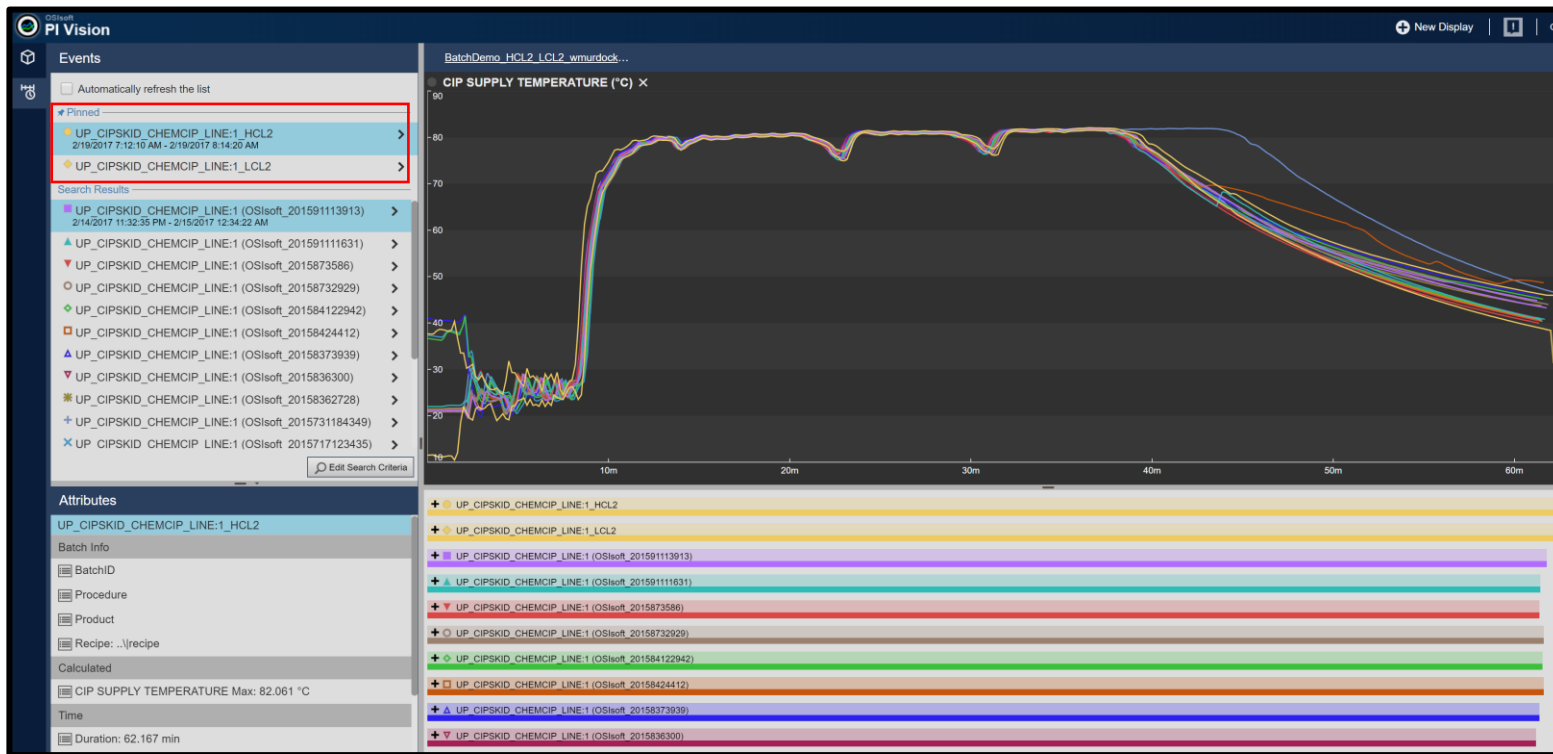 OSIsoft
PI Vision
New Display
Events
BatchDemo_HCL2_LCL2_wmurdock...
Automatically refresh the list
Pinned
UP_CIPSKID_CHEMCIP_LINE:1_HCL2
2/19/2017 7:12:10 AM - 2/19/2017 8:14:20 AM
UP_CIPSKID_CHEMCIP_LINE:1_LCL2
Search Results
UP_CIPSKID_CHEMCIP_LINE:1 (OSIsoft_201591113913)
2/14/2017 11:32:35 PM - 2/15/2017 12:34:22 AM
UP_CIPSKID_CHEMCIP_LINE:1 (OSIsoft_201591111631)
UP_CIPSKID_CHEMCIP_LINE:1 (OSIsoft_2015873586)
UP_CIPSKID_CHEMCIP_LINE:1 (OSIsoft_20158732929)
UP_CIPSKID_CHEMCIP_LINE:1 (OSIsoft_201584122942)
UP_CIPSKID_CHEMCIP_LINE:1 (OSIsoft_20158424412)
UP_CIPSKID_CHEMCIP_LINE:1 (OSIsoft_20158373939)
UP_CIPSKID_CHEMCIP_LINE:1 (OSIsoft_2015836300)
UP_CIPSKID_CHEMCIP_LINE:1 (OSIsoft_20158362728)
UP_CIPSKID_CHEMCIP_LINE:1 (OSIsoft_2015731184349)
UP_CIPSKID_CHEMCIP_LINE:1 (OSIsoft_2015717123435)
Edit Search Criteria
CIP SUPPLY TEMPERATURE (°C)
90
80
70
60
50
40
30
20
10
10m 20m 30m 40m 50m 60m
Attributes
UP_CIPSKID_CHEMCIP_LINE:1_HCL2
Batch Info
BatchID
Procedure
Product
Recipe: ..\|recipe
Calculated
CIP SUPPLY TEMPERATURE Max: 82.061 °C
Time
Duration: 62.167 min
UP_CIPSKID_CHEMCIP_LINE:1_HCL2
UP_CIPSKID_CHEMCIP_LINE:1_LCL2
UP_CIPSKID_CHEMCIP_LINE:1 (OSIsoft_201591113913)
UP_CIPSKID_CHEMCIP_LINE:1 (OSIsoft_201591111631)
UP_CIPSKID_CHEMCIP_LINE:1 (OSIsoft_2015873586)
UP_CIPSKID_CHEMCIP_LINE:1 (OSIsoft_20158732929)
UP_CIPSKID_CHEMCIP_LINE:1 (OSIsoft_201584122942)
UP_CIPSKID_CHEMCIP_LINE:1 (OSIsoft_20158424412)
UP_CIPSKID_CHEMCIP_LINE:1 (OSIsoft_20158373939)
UP_CIPSKID_CHEMCIP_LINE:1 (OSIsoft_2015836300)